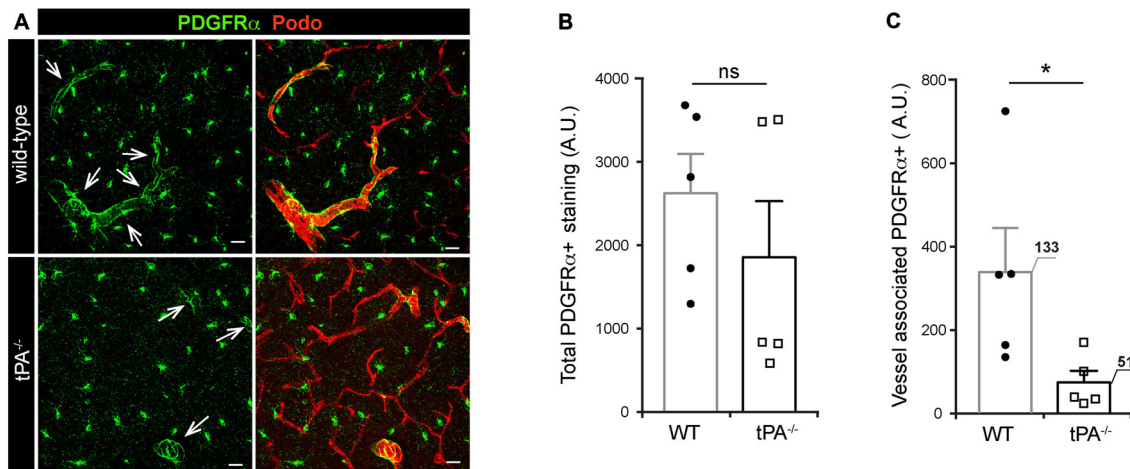 A
PDGFRα Podo
wild-type
tPA-/-
B
Total PDGFRα+ staining (A.U.)
4000
3000
2000
1000
0
ns
WT tPA-/-
C
Vessel associated PDGFRα+ ( A.U.)
800
600
400
200
0
*
133
51
WT tPA-/-